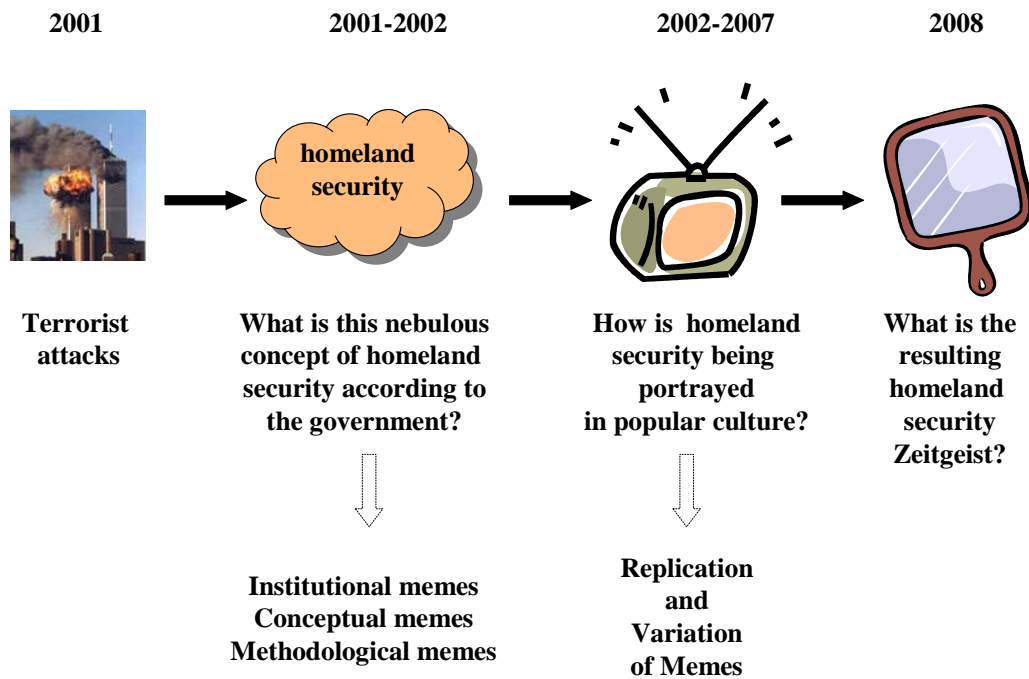 2001
2001-2002
2002-2007
2008
homeland
security
Terrorist
attacks
What is this nebulous
concept of homeland
security according to
the government?
How is homeland
security being
portrayed
in popular culture?
What is the
resulting
homeland
security
Zeitgeist?
Institutional memes
Conceptual memes
Methodological memes
Replication
and
Variation
of Memes